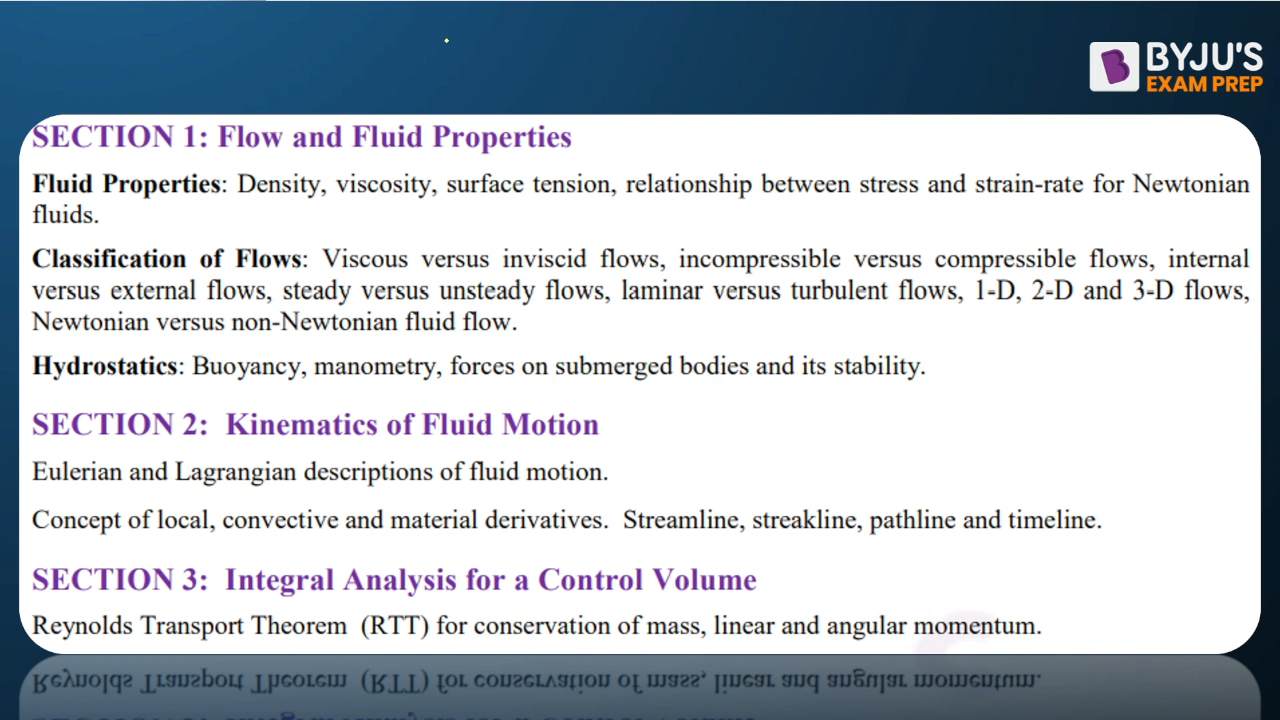 BYJU'S
EXAM PREP
SECTION 1: Flow and Fluid Properties
Fluid Properties: Density, viscosity, surface tension, relationship between stress and strain-rate for Newtonian
fluids.
Classification of Flows: Viscous versus inviscid flows, incompressible versus compressible flows, internal
versus external flows, steady versus unsteady flows, laminar versus turbulent flows, 1-D, 2-D and 3-D flows,
Newtonian versus non-Newtonian fluid flow.
Hydrostatics: Buoyancy, manometry, forces on submerged bodies and its stability.
SECTION 2: Kinematics of Fluid Motion
Eulerian and Lagrangian descriptions of fluid motion.
Concept of local, convective and material derivatives. Streamline, streakline, pathline and timeline.
SECTION 3: Integral Analysis for a Control Volume
Reynolds Transport Theorem (RTT) for conservation of mass, linear and angular momentum.